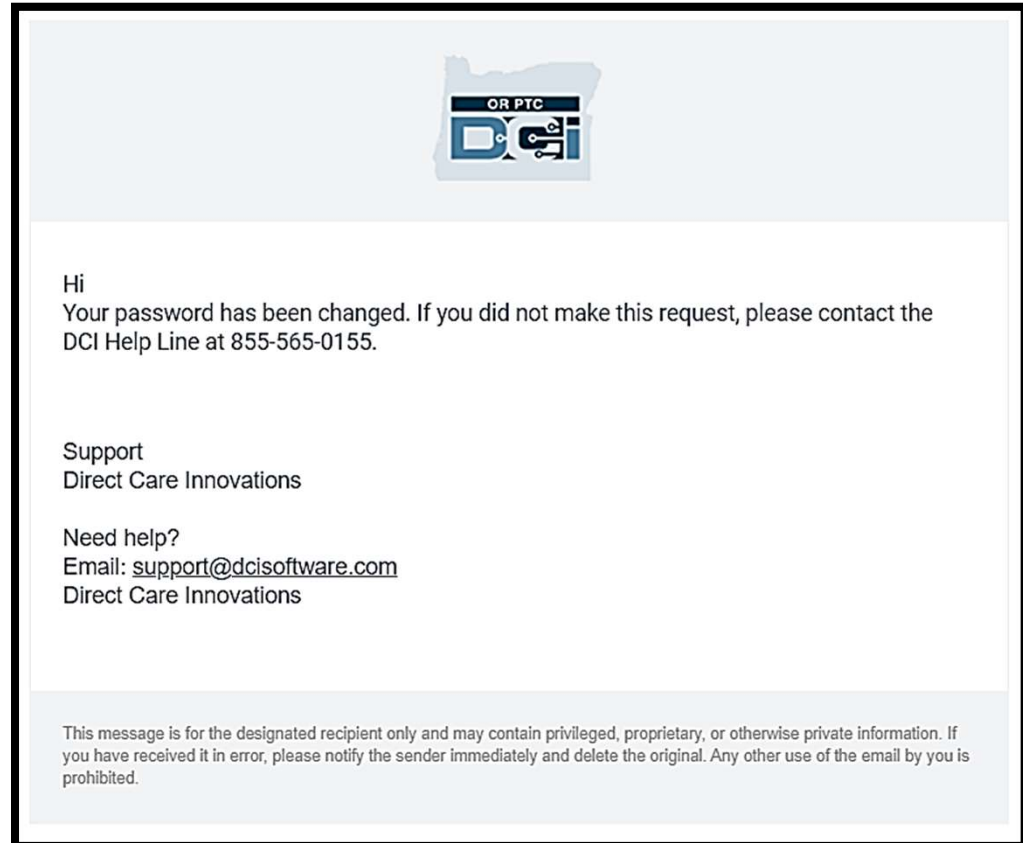 OR PTC
DCi
Hi
Your password has been changed. If you did not make this request, please contact the
DCI Help Line at 855-565-0155.
Support
Direct Care Innovations
Need help?
Email: support@dcisoftware.com
Direct Care Innovations
This message is for the designated recipient only and may contain privileged, proprietary, or otherwise private information. If
you have received it in error, please notify the sender immediately and delete the original. Any other use of the email by you is
prohibited.